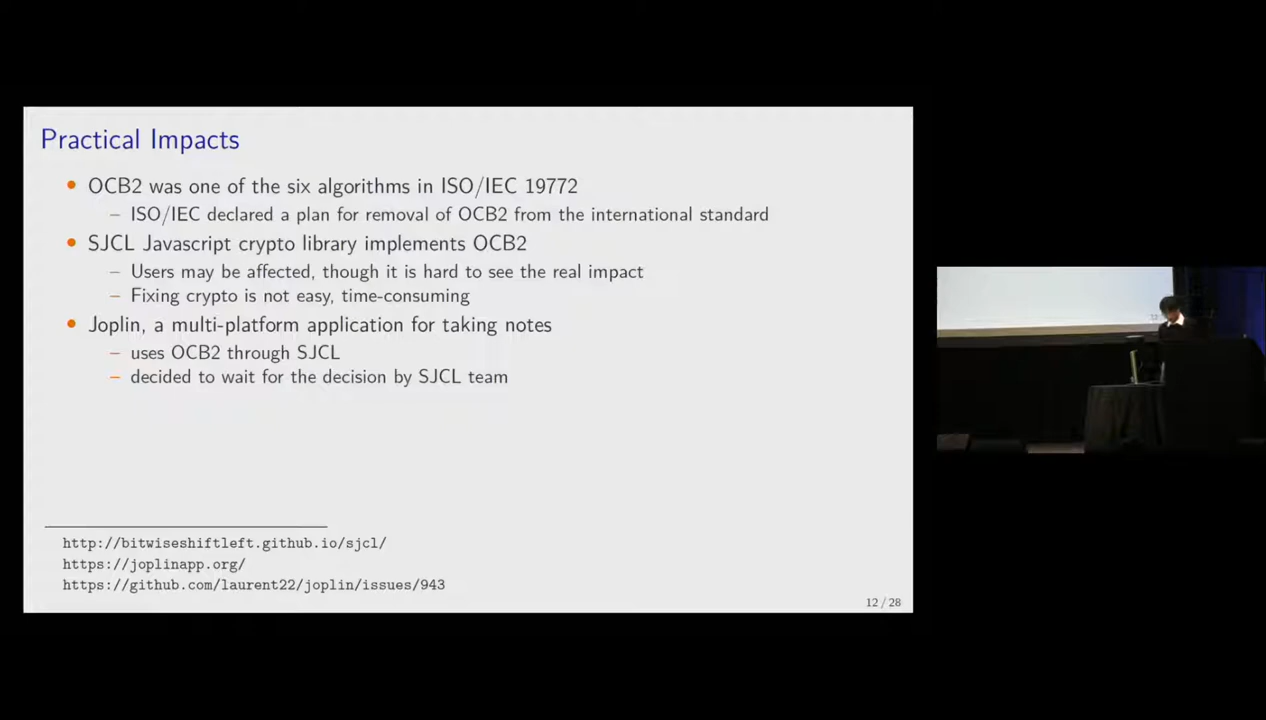 Practical Impacts
• OCB2 was one of the six algorithms in ISO/IEC 19772
– ISO/IEC declared a plan for removal of OCB2 from the international standard
• SJCL Javascript crypto library implements OCB2
– Users may be affected, though it is hard to see the real impact
– Fixing crypto is not easy, time-consuming
• Joplin, a multi-platform application for taking notes
– uses OCB2 through SJCL
– decided to wait for the decision by SJCL team
http://bitwiseshiftleft.github.io/sjcl/
https://joplinapp.org/
https://github.com/laurent22/joplin/issues/943
12 / 28